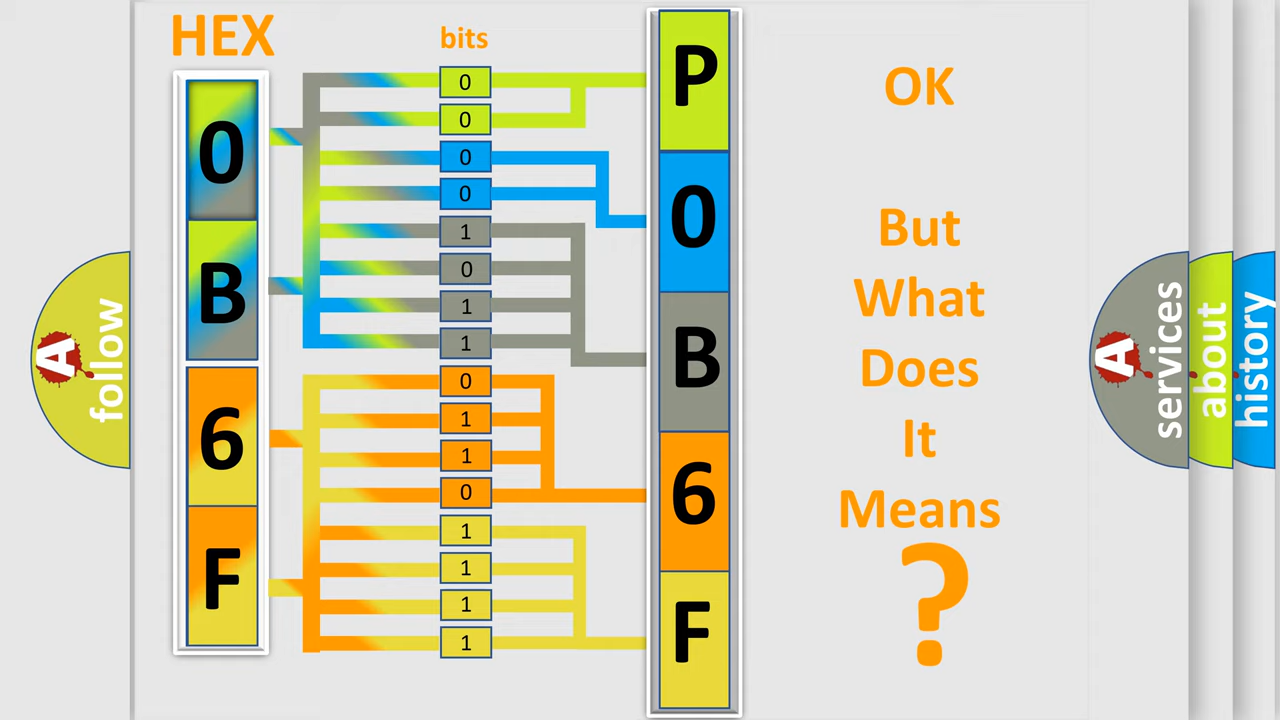 HEX
bits
0
B
6
F
0
0
0
0
1
0
1
1
0
1
1
0
1
1
1
1
P
0
B
6
F
OK
But
What
Does
It
Means
?
A
follow
A
services
about
history